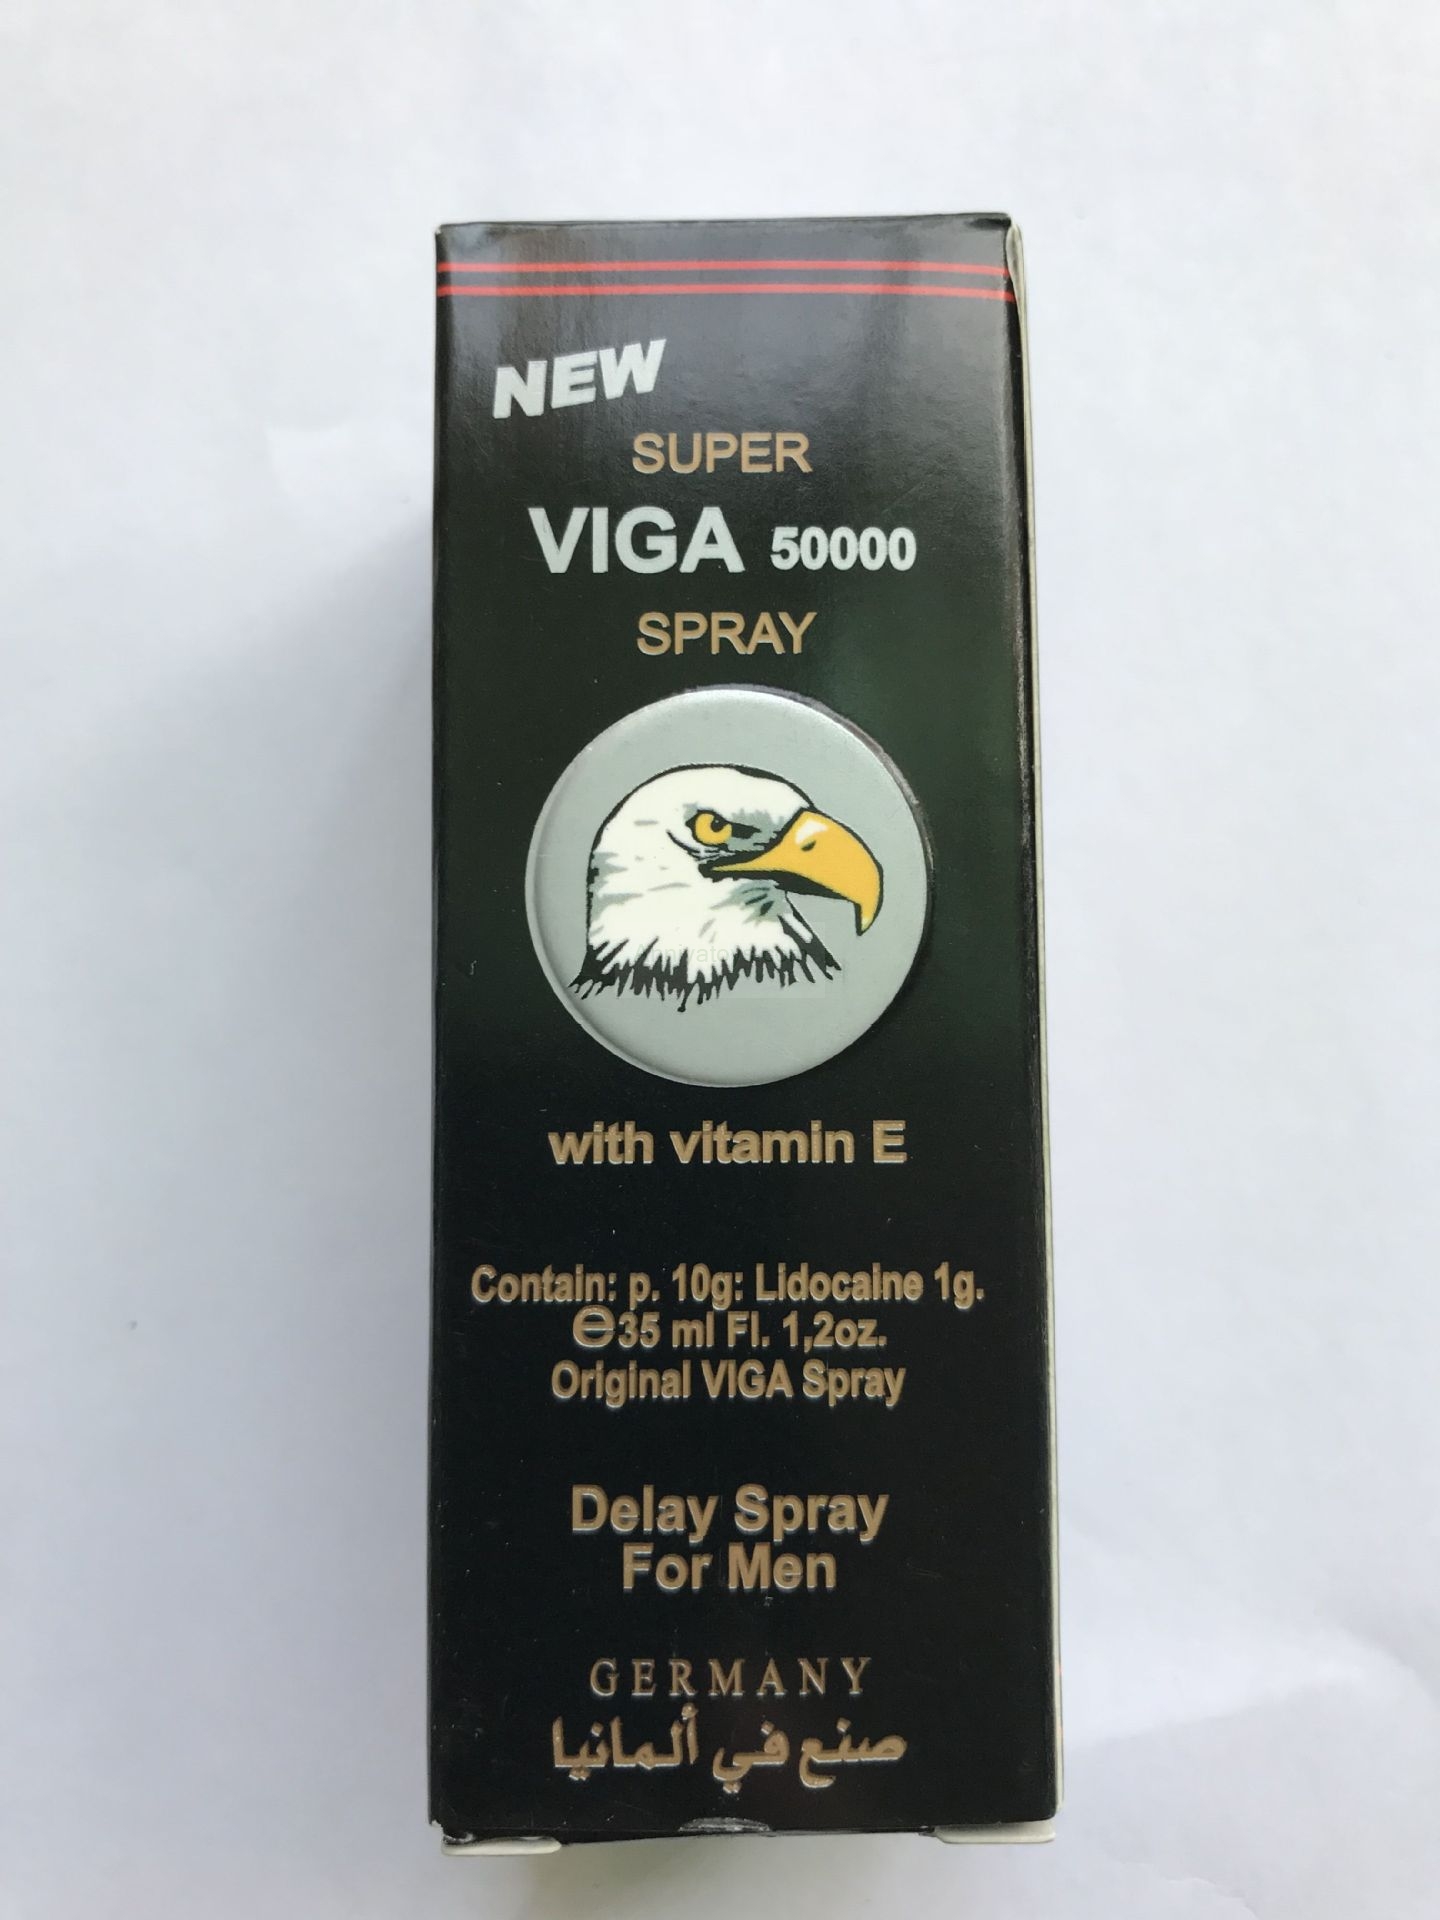 NEW
SUPER
VIGA 50000
SPRAY
with vitamin E
Contain: p. 10g: Lidocaine 1g.
℮35 ml Fl. 1,2oz.
Original VIGA Spray
Delay Spray
For Men
GERMANY
صنع في ألمانيا